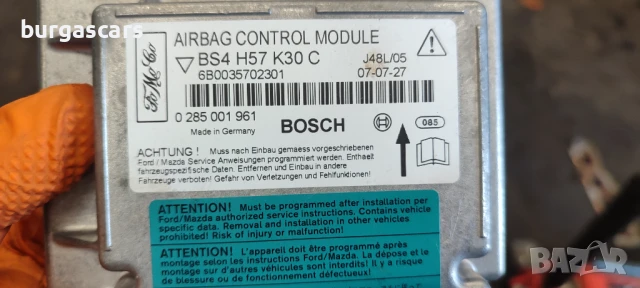 burgascars
AIRBAG CONTROL MODULE
BS4 H57 K30 C J48L/05
6B0035702301 07-07-27
0 285 001 961
Made in Germany BOSCH 085
ACHTUNG ! Muss nach Einbau gemaess vorgeschriebenen
Ford / Mazda Service Anweisungen programmiert werden. Enthaelt
fahrzeugspezifische Daten. Entfernen und Einbau in andere
Fahrzeuge verboten! Gefahr von Verletzungen und Fehlfunktionen!
ATTENTION! Must be programmed after installation per
Ford/Mazda authorized service instructions. Contains vehicle
specific data. Removal and installation in other vehicles
prohibited! Risk of injury or malfunction!
ATTENTION! L'appareil doit être programmé après
montage suivant instructions Ford/Mazda. La dépose et le
montage sur d'autres véhicules sont interdits! Il y a risque
de blessure ou de fonctionnement défectueux!
BAZAR